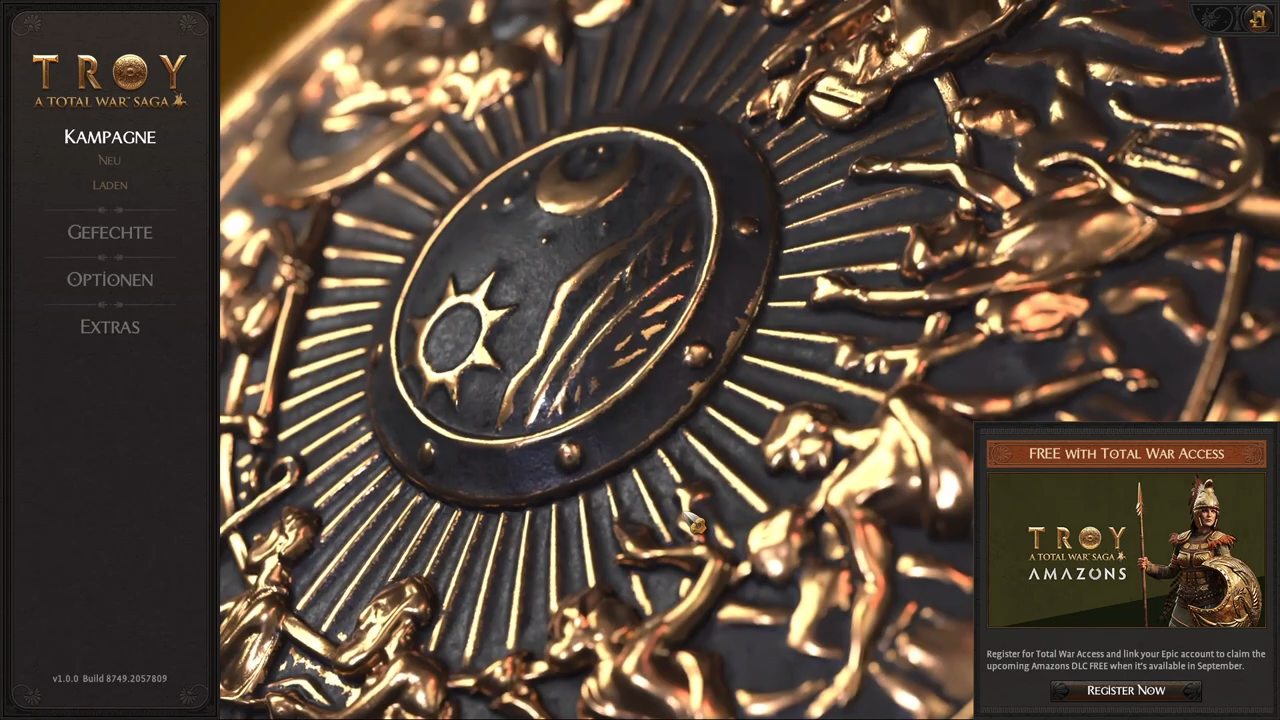 TROY
A TOTAL WAR SAGA
KAMPAGNE
NEU
LADEN
GEFECHTE
OPTIONEN
EXTRAS
v1.0.0 Build 8749.2057809
FREE WITH TOTAL WAR ACCESS
TROY
A TOTAL WAR SAGA
AMAZONS
Register for Total War Access and link your Epic account to claim the
upcoming Amazons DLC FREE when it's available in September.
REGISTER NOW